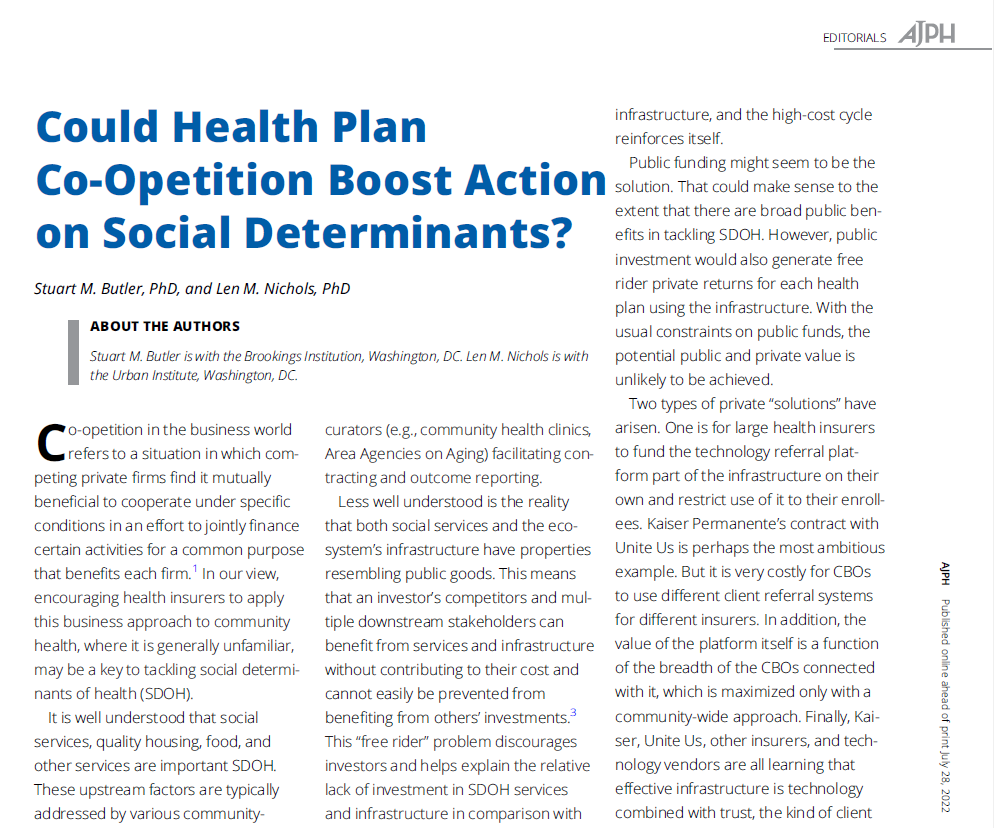 EDITORIALS AJPH
Could Health Plan
Co-Opetition Boost Action
on Social Determinants?
Stuart M. Butler, PhD, and Len M. Nichols, PhD
ABOUT THE AUTHORS
Stuart M. Butler is with the Brookings Institution, Washington, DC. Len M. Nichols is with
the Urban Institute, Washington, DC.
Co-opetition in the business world
refers to a situation in which com-
peting private firms find it mutually
beneficial to cooperate under specific
conditions in an effort to jointly finance
certain activities for a common purpose
that benefits each firm.1 In our view,
encouraging health insurers to apply
this business approach to community
health, where it is generally unfamiliar,
may be a key to tackling social determi-
nants of health (SDOH).
It is well understood that social
services, quality housing, food, and
other services are important SDOH.
These upstream factors are typically
addressed by various community-
curators (e.g., community health clinics,
Area Agencies on Aging) facilitating con-
tracting and outcome reporting.
Less well understood is the reality
that both social services and the eco-
system's infrastructure have properties
resembling public goods. This means
that an investor's competitors and mul-
tiple downstream stakeholders can
benefit from services and infrastructure
without contributing to their cost and
cannot easily be prevented from
benefiting from others' investments.3
This “free rider” problem discourages
investors and helps explain the relative
lack of investment in SDOH services
and infrastructure in comparison with
infrastructure, and the high-cost cycle
reinforces itself.
Public funding might seem to be the
solution. That could make sense to the
extent that there are broad public ben-
efits in tackling SDOH. However, public
investment would also generate free
rider private returns for each health
plan using the infrastructure. With the
usual constraints on public funds, the
potential public and private value is
unlikely to be achieved.
Two types of private “solutions” have
arisen. One is for large health insurers
to fund the technology referral plat-
form part of the infrastructure on their
own and restrict use of it to their enroll-
ees. Kaiser Permanente's contract with
Unite Us is perhaps the most ambitious
example. But it is very costly for CBOs
to use different client referral systems
for different insurers. In addition, the
value of the platform itself is a function
of the breadth of the CBOs connected
with it, which is maximized only with a
community-wide approach. Finally, Kai-
ser, Unite Us, other insurers, and tech-
nology vendors are all learning that
effective infrastructure is technology
combined with trust, the kind of client
AJPH Published online ahead of print July 28, 2022